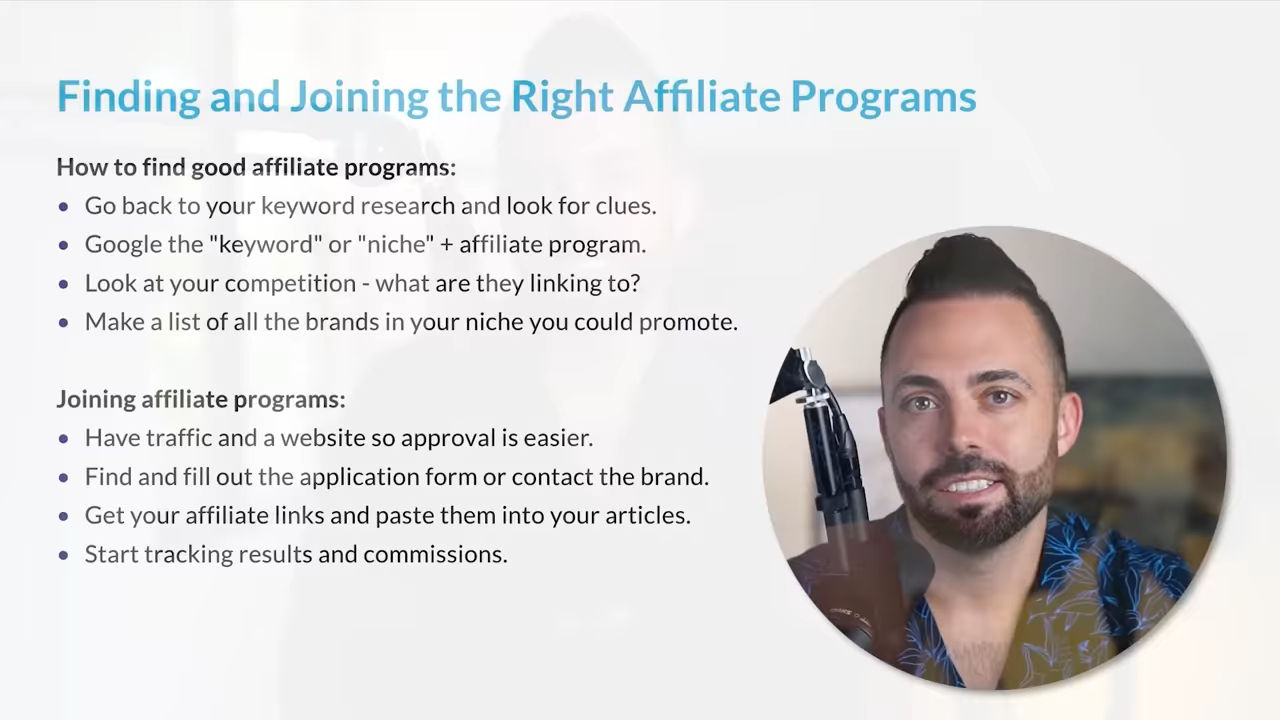 Finding and Joining the Right Affiliate Programs
How to find good affiliate programs:
• Go back to your keyword research and look for clues.
• Google the "keyword" or "niche" + affiliate program.
• Look at your competition - what are they linking to?
• Make a list of all the brands in your niche you could promote.
Joining affiliate programs:
• Have traffic and a website so approval is easier.
• Find and fill out the application form or contact the brand.
• Get your affiliate links and paste them into your articles.
• Start tracking results and commissions.